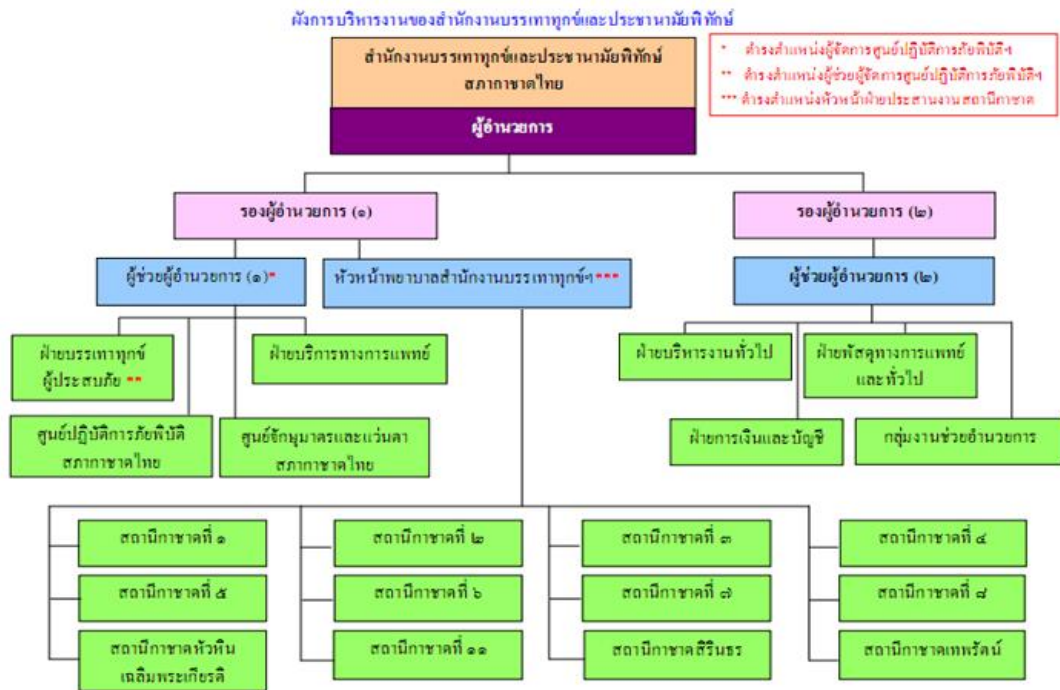 ผังการบริหารงานของสำนักงานบรรเทาทุกข์และประชานามัยพิทักษ์
สำนักงานบรรเทาทุกข์และประชานามัยพิทักษ์
สภากาชาดไทย
ผู้อำนวยการ
* ดำรงตำแหน่งผู้จัดการศูนย์ปฏิบัติการภัยพิบัติฯ
** ดำรงตำแหน่งผู้ช่วยผู้จัดการศูนย์ปฏิบัติการภัยพิบัติฯ
*** ดำรงตำแหน่งหัวหน้าฝ่ายประสานงานสถานีกาชาด
รองผู้อำนวยการ (๑)
รองผู้อำนวยการ (๒)
ผู้ช่วยผู้อำนวยการ (๑)*
หัวหน้าพยาบาลสำนักงานบรรเทาทุกข์ฯ***
ผู้ช่วยผู้อำนวยการ (๒)
ฝ่ายบรรเทาทุกข์
ผู้ประสบภัย **
ฝ่ายบริการทางการแพทย์
ฝ่ายบริหารงานทั่วไป
ฝ่ายพัสดุทางการแพทย์
และทั่วไป
ศูนย์ปฏิบัติการภัยพิบัติ
สภากาชาดไทย
ศูนย์จักษุมาตรและแว่นตา
สภากาชาดไทย
ฝ่ายการเงินและบัญชี
กลุ่มงานช่วยอำนวยการ
สถานีกาชาดที่ ๑
สถานีกาชาดที่ ๒
สถานีกาชาดที่ ๓
สถานีกาชาดที่ ๔
สถานีกาชาดที่ ๕
สถานีกาชาดที่ ๖
สถานีกาชาดที่ ๗
สถานีกาชาดที่ ๘
สถานีกาชาดหัวหิน
เฉลิมพระเกียรติ
สถานีกาชาดที่ ๑๑
สถานีกาชาดสิรินธร
สถานีกาชาดเทพรัตน์